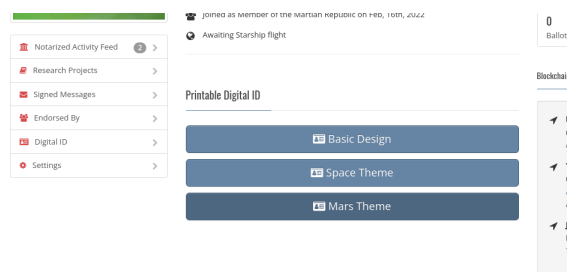 Joined as Member of the Martian Republic on Feb, 16th, 2022
Awaiting Starship flight
Notarized Activity Feed 2
Research Projects
Signed Messages
Endorsed By
Digital ID
Settings
Printable Digital ID
Basic Design
Space Theme
Mars Theme
0
Ballot
Blockchai